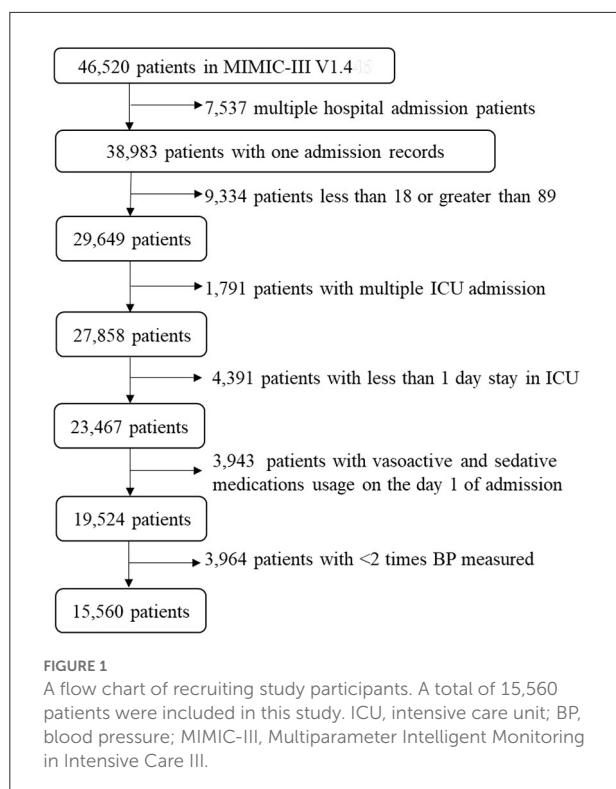 46,520 patients in MIMIC-III V1.4
7,537 multiple hospital admission patients
38,983 patients with one admission records
9,334 patients less than 18 or greater than 89
29,649 patients
1,791 patients with multiple ICU admission
27,858 patients
4,391 patients with less than 1 day stay in ICU
23,467 patients
3,943 patients with vasoactive and sedative
medications usage on the day 1 of admission
19,524 patients
3,964 patients with <2 times BP measured
15,560 patients
FIGURE 1
A flow chart of recruiting study participants. A total of 15,560
patients were included in this study. ICU, intensive care unit; BP,
blood pressure; MIMIC-III, Multiparameter Intelligent Monitoring
in Intensive Care III.